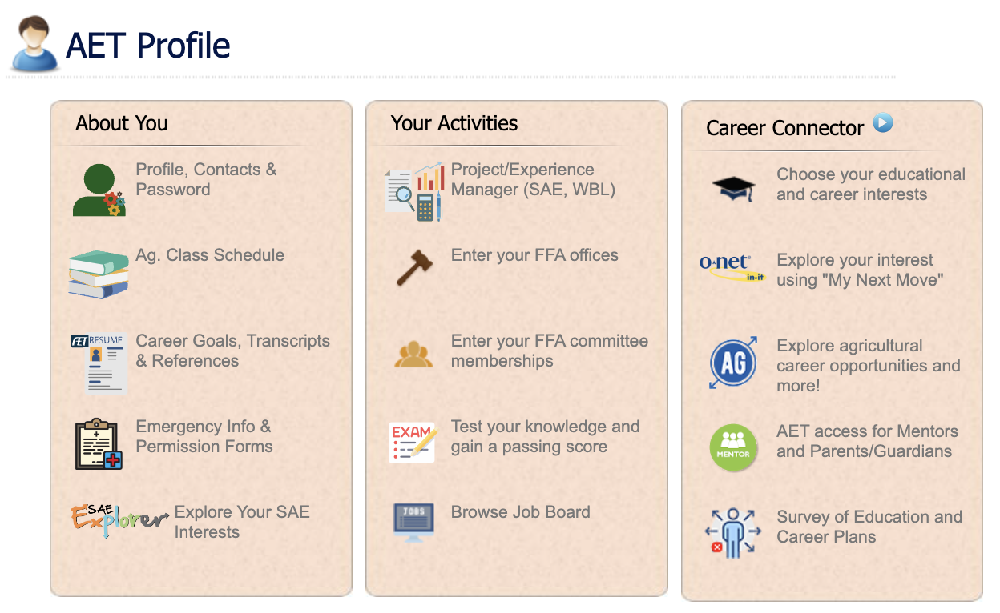 AET Profile
About You
Profile, Contacts &
Password
Ag. Class Schedule
ÆT RESUME
Career Goals, Transcripts
& References
Emergency Info &
Permission Forms
SAE
Explorer
Explore Your SAE
Interests
Your Activities
Project/Experience
Manager (SAE, WBL)
Enter your FFA offices
Enter your FFA committee
memberships
EXAM
Test your knowledge and
gain a passing score
JOBS
Browse Job Board
Career Connector
Choose your educational
and career interests
o*net®
in-it
Explore your interest
using "My Next Move"
AG
Explore agricultural
career opportunities and
more!
MENTOR
AET access for Mentors
and Parents/Guardians
Survey of Education and
Career Plans